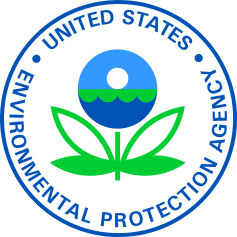 • UNITED STATES •
ENVIRONMENTAL PROTECTION AGENCY